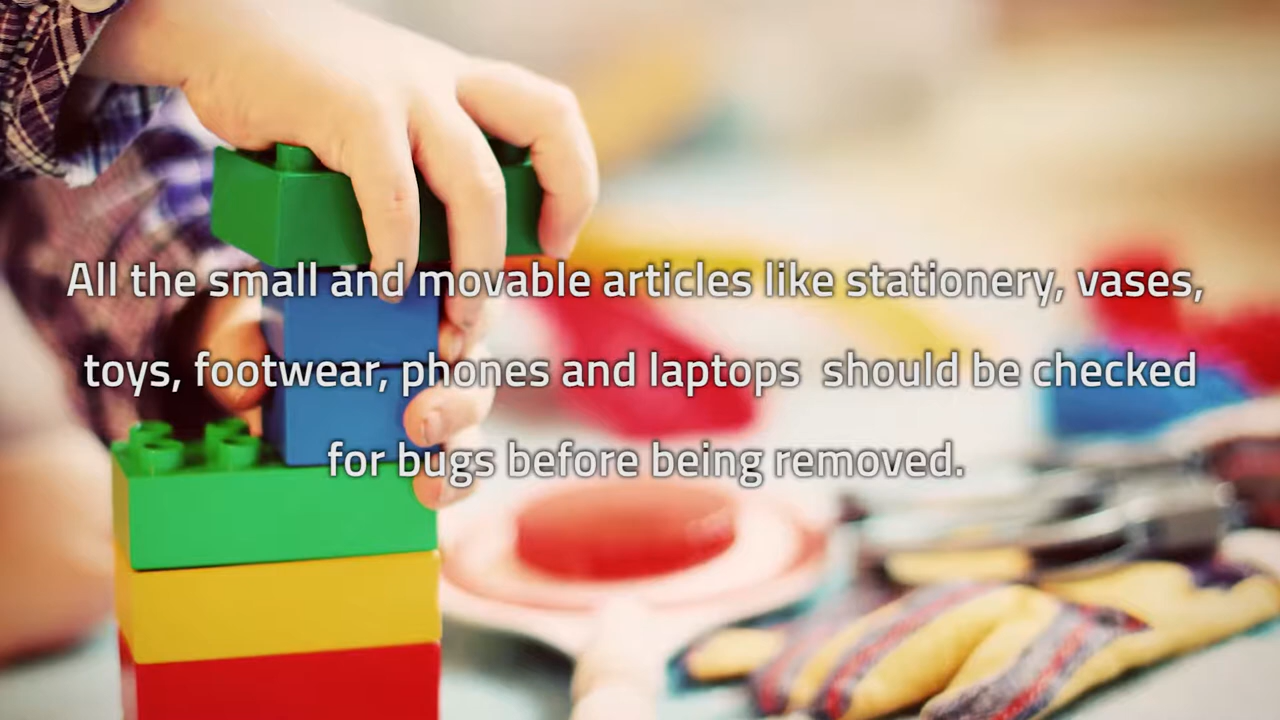 All the small and movable articles like stationery, vases,
toys, footwear, phones and laptops  should be checked
for bugs before being removed.